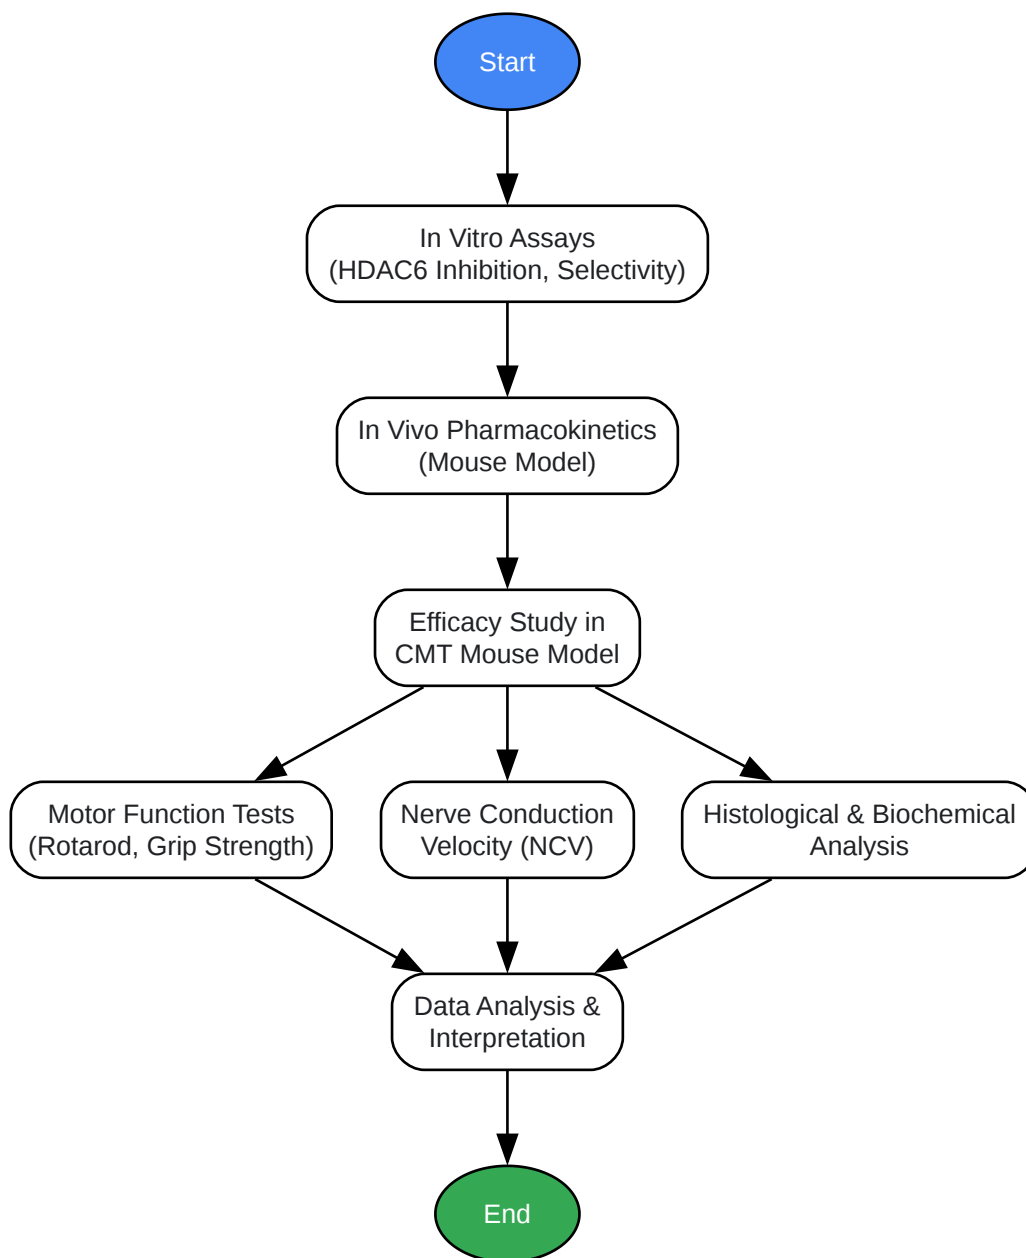 Start
In Vitro Assays
(HDAC6 Inhibition, Selectivity)
In Vivo Pharmacokinetics
(Mouse Model)
Efficacy Study in
CMT Mouse Model
Motor Function Tests
(Rotarod, Grip Strength)
Nerve Conduction
Velocity (NCV)
Histological & Biochemical
Analysis
Data Analysis &
Interpretation
End